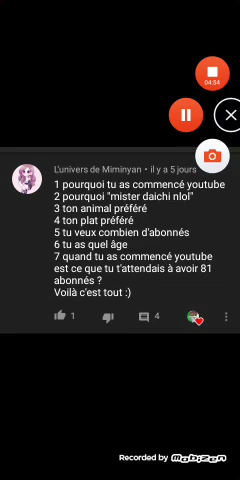 04:54
L'univers de Miminyan • il y a 5 jours
1 pourquoi tu as commencé youtube
2 pourquoi "mister daichi nlol"
3 ton animal préféré
4 ton plat préféré
5 tu veux combien d'abonnés
6 tu as quel âge
7 quand tu as commencé youtube
est ce que tu t'attendais à avoir 81
abonnés ?
Voilà c'est tout :)
1 4
Recorded by mobizen